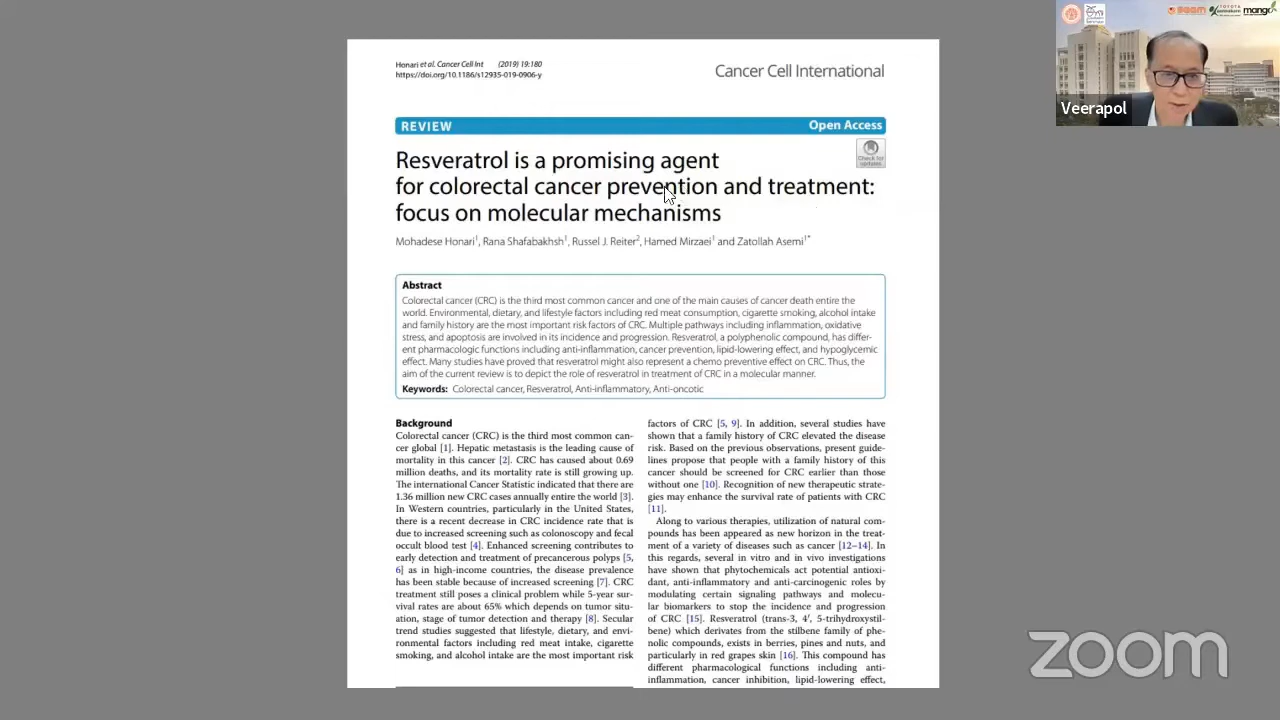 Honari et al. Cancer Cell Int (2019) 19:180
https://doi.org/10.1186/s12935-019-0906-y
Cancer Cell International
REVIEW
Open Access
Check for
updates
Resveratrol is a promising agent
for colorectal cancer prevention and treatment:
focus on molecular mechanisms
Mohadese Honari1, Rana Shafabakhsh1, Russel J. Reiter2, Hamed Mirzaei1 and Zatollah Asemi1*
Abstract
Colorectal cancer (CRC) is the third most common cancer and one of the main causes of cancer death entire the
world. Environmental, dietary, and lifestyle factors including red meat consumption, cigarette smoking, alcohol intake
and family history are the most important risk factors of CRC. Multiple pathways including inflammation, oxidative
stress, and apoptosis are involved in its incidence and progression. Resveratrol, a polyphenolic compound, has differ-
ent pharmacologic functions including anti-inflammation, cancer prevention, lipid-lowering effect, and hypoglycemic
effect. Many studies have proved that resveratrol might also represent a chemo preventive effect on CRC. Thus, the
aim of the current review is to depict the role of resveratrol in treatment of CRC in a molecular manner.
Keywords: Colorectal cancer, Resveratrol, Anti-inflammatory, Anti-oncotic
Background
Colorectal cancer (CRC) is the third most common can-
cer global [1]. Hepatic metastasis is the leading cause of
mortality in this cancer [2]. CRC has caused about 0.69
million deaths, and its mortality rate is still growing up.
The international Cancer Statistic indicated that there are
1.36 million new CRC cases annually entire the world [3].
In Western countries, particularly in the United States,
there is a recent decrease in CRC incidence rate that is
due to increased screening such as colonoscopy and fecal
occult blood test [4]. Enhanced screening contributes to
early detection and treatment of precancerous polyps [5,
6] as in high-income countries, the disease prevalence
has been stable because of increased screening [7]. CRC
treatment still poses a clinical problem while 5-year sur-
vival rates are about 65% which depends on tumor situ-
ation, stage of tumor detection and therapy [8]. Secular
trend studies suggested that lifestyle, dietary, and envi-
ronmental factors including red meat intake, cigarette
smoking, and alcohol intake are the most important risk
factors of CRC [5, 9]. In addition, several studies have
shown that a family history of CRC elevated the disease
risk. Based on the previous observations, present guide-
lines propose that people with a family history of this
cancer should be screened for CRC earlier than those
without one [10]. Recognition of new therapeutic strate-
gies may enhance the survival rate of patients with CRC
[11].
Along to various therapies, utilization of natural com-
pounds has been appeared as new horizon in the treat-
ment of a variety of diseases such as cancer [12–14]. In
this regards, several in vitro and in vivo investigations
have shown that phytochemicals act potential antioxi-
dant, anti-inflammatory and anti-carcinogenic roles by
modulating certain signaling pathways and molecu-
lar biomarkers to stop the incidence and progression
of CRC [15]. Resveratrol (trans-3, 4′, 5-trihydroxystil-
bene) which derivates from the stilbene family of phe-
nolic compounds, exists in berries, pines and nuts, and
particularly in red grapes skin [16]. This compound has
different pharmacological functions including anti-
inflammation, cancer inhibition, lipid-lowering effect,
mango
Veerapol
zoom